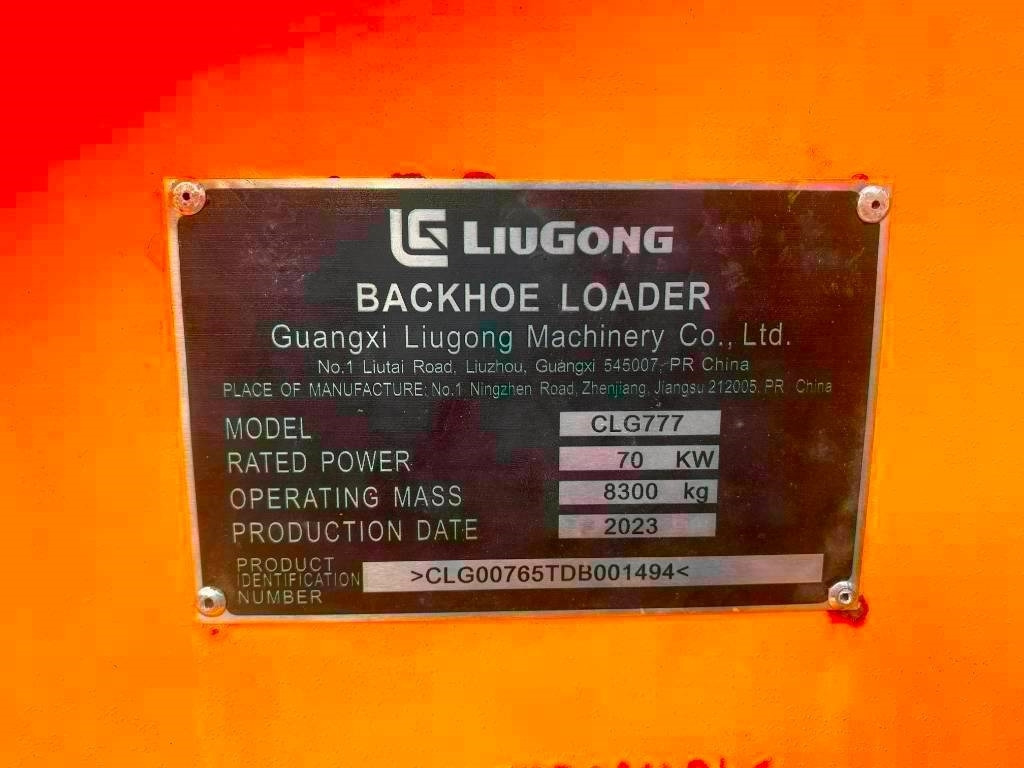 LG LIUGONG
BACKHOE LOADER
Guangxi Liugong Machinery Co., Ltd.
No.1 Liutai Road, Liuzhou, Guangxi 545007, PR China
PLACE OF MANUFACTURE: No.1 Ningzhen Road, Zhenjiang, Jiangsu 212005, PR China
MODEL CLG777
RATED POWER 70 KW
OPERATING MASS 8300 kg
PRODUCTION DATE 2023
PRODUCT
IDENTIFICATION
NUMBER
>CLG00765TDB001494<